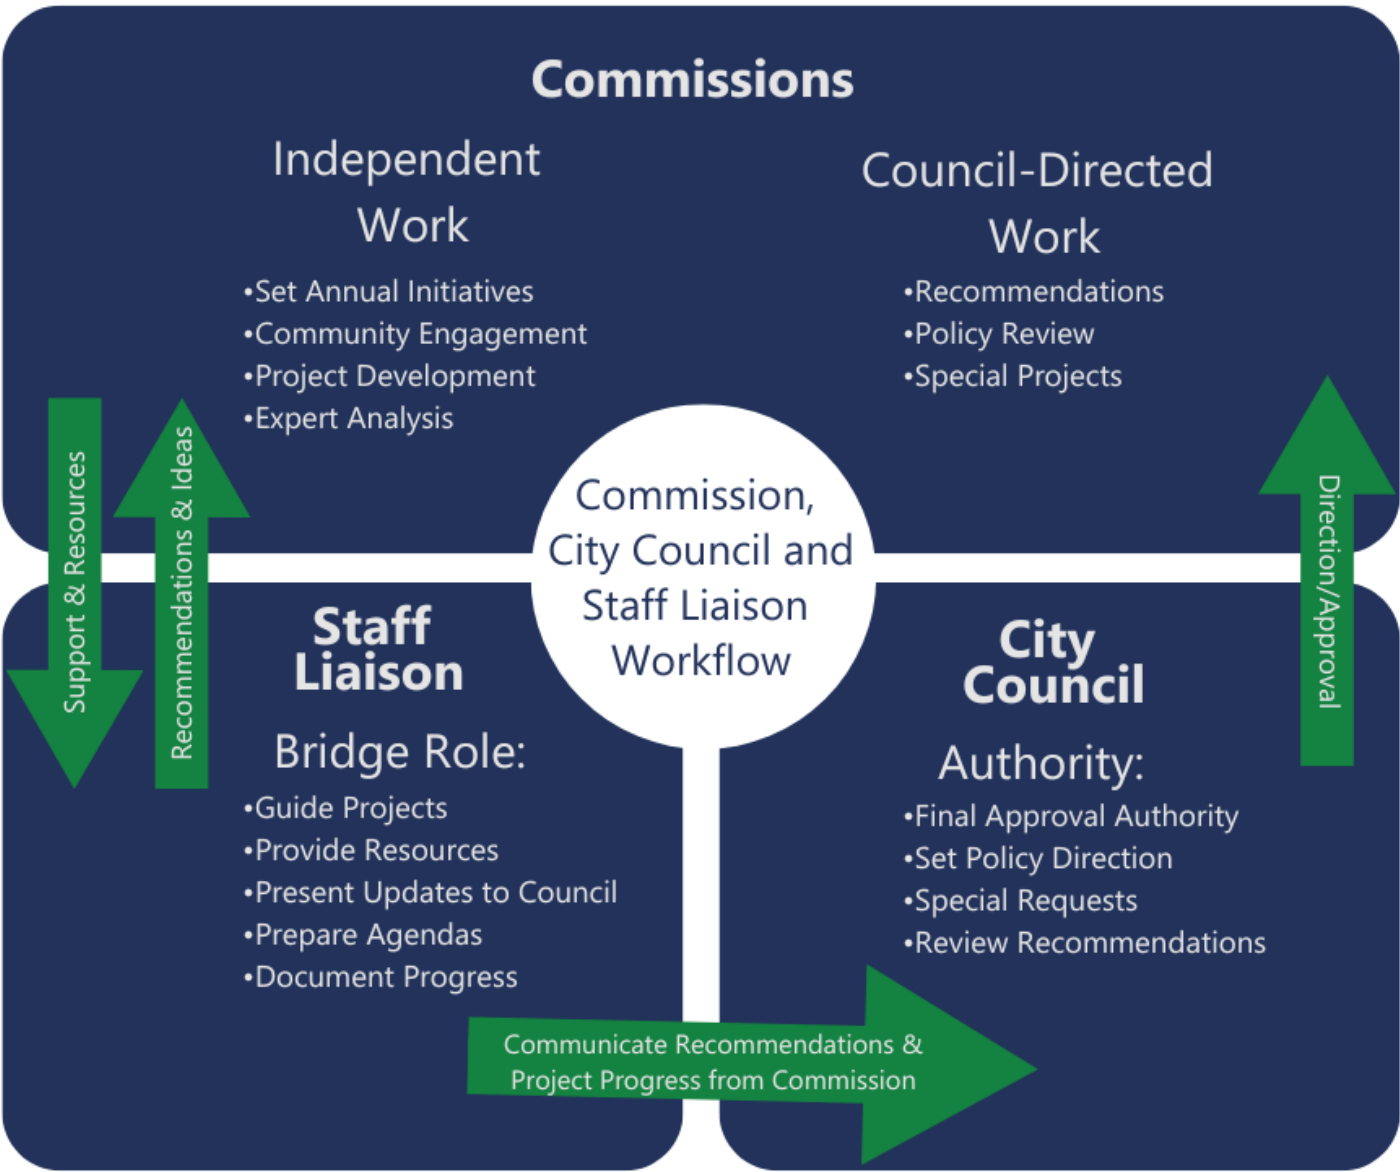 Commissions
Independent
Work
•Set Annual Initiatives
•Community Engagement
•Project Development
•Expert Analysis
Council-Directed
Work
•Recommendations
•Policy Review
•Special Projects
Support & Resources
Recommendations & Ideas
Direction/Approval
Commission,
City Council and
Staff Liaison
Workflow
Staff
Liaison
Bridge Role:
•Guide Projects
•Provide Resources
•Present Updates to Council
•Prepare Agendas
•Document Progress
City
Council
Authority:
•Final Approval Authority
•Set Policy Direction
•Special Requests
•Review Recommendations
Communicate Recommendations &
Project Progress from Commission